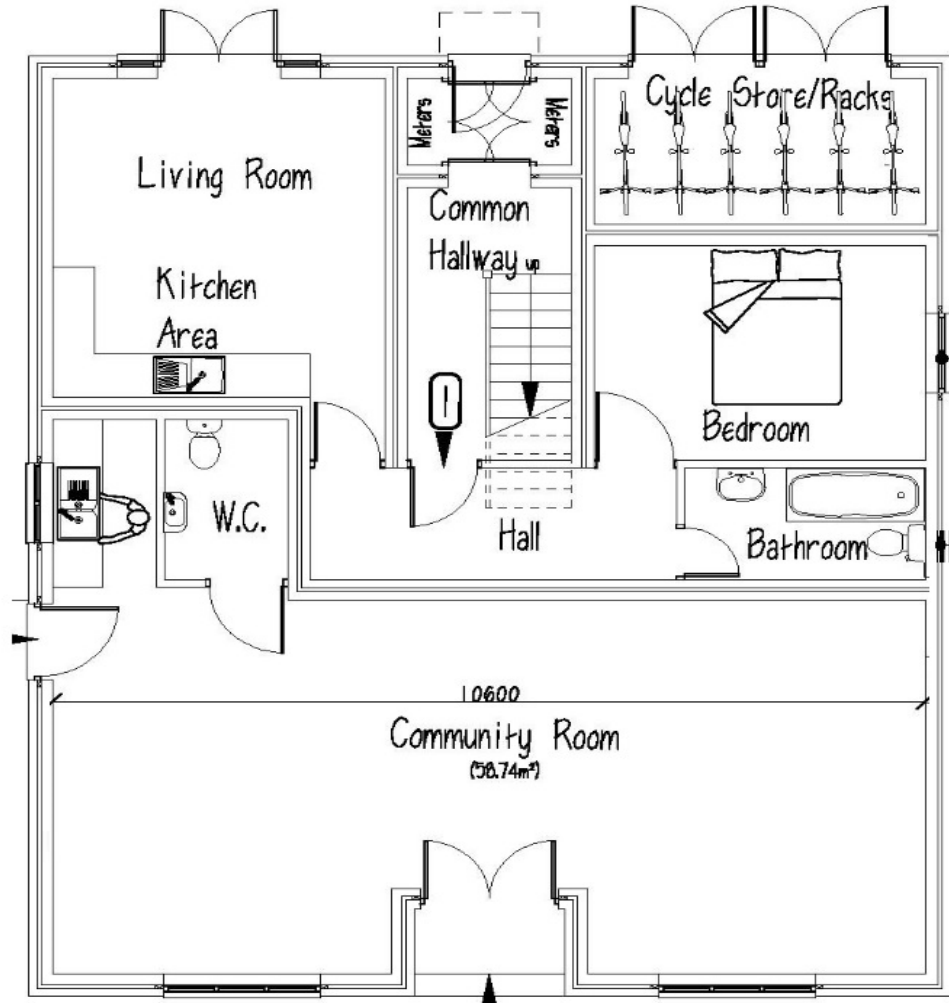 Cycle Store/Racks
Meters
Meters
Living Room
Common
Hallway up
Kitchen
Area
Bedroom
W.C.
Hall
Bathroom
10600
Community Room
(58.74m²)